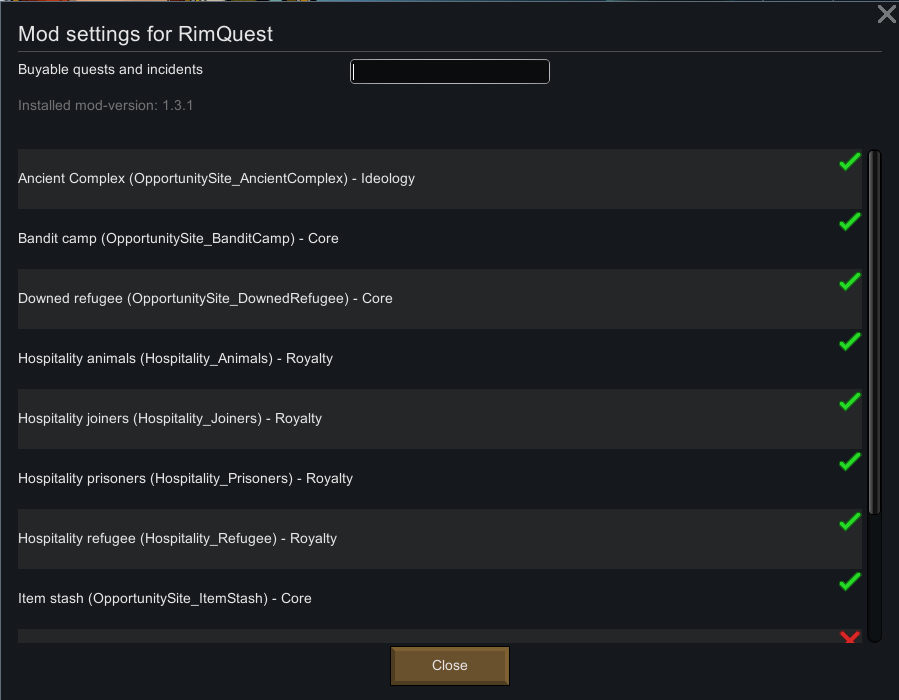 Mod settings for RimQuest
Buyable quests and incidents
Installed mod-version: 1.3.1
Ancient Complex (OpportunitySite_AncientComplex) - Ideology
Bandit camp (OpportunitySite_BanditCamp) - Core
Downed refugee (OpportunitySite_DownedRefugee) - Core
Hospitality animals (Hospitality_Animals) - Royalty
Hospitality joiners (Hospitality_Joiners) - Royalty
Hospitality prisoners (Hospitality_Prisoners) - Royalty
Hospitality refugee (Hospitality_Refugee) - Royalty
Item stash (OpportunitySite_ItemStash) - Core
Close